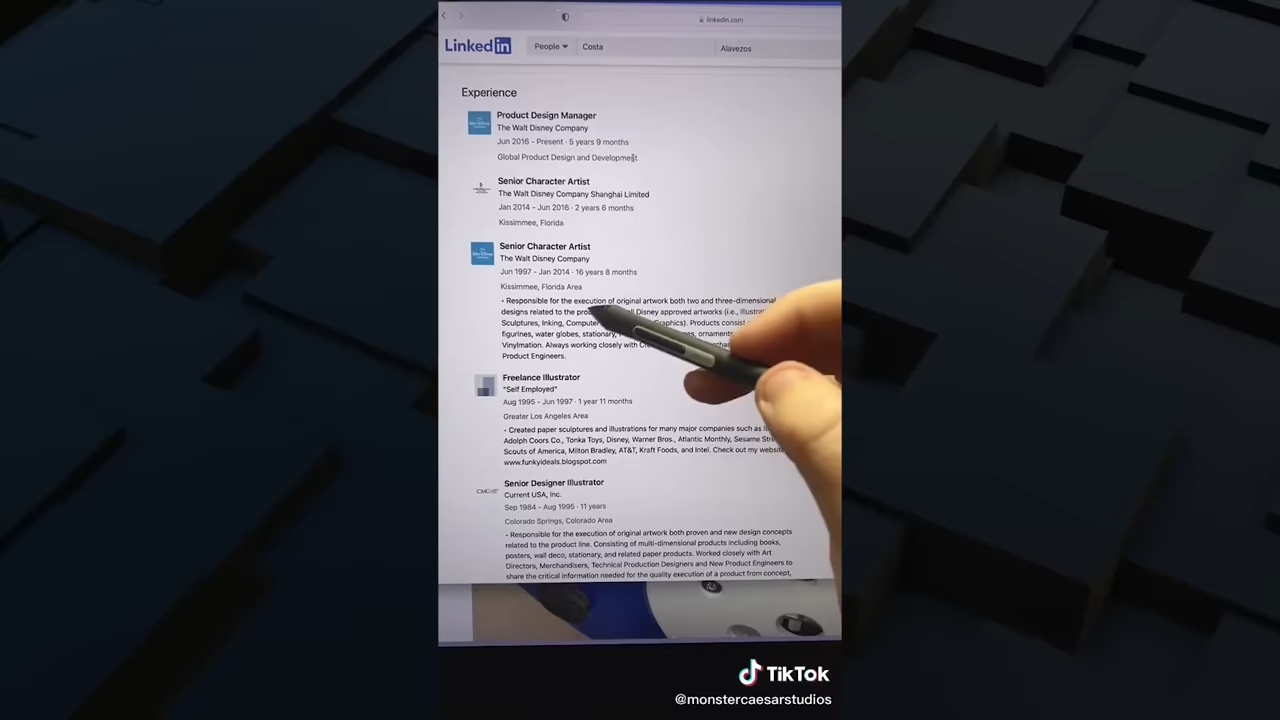 linkedin.com
Linkedin
People
Costa
Alavezos
Experience
Product Design Manager
The Walt Disney Company
Jun 2016 - Present · 5 years 9 months
Global Product Design and Development
Senior Character Artist
The Walt Disney Company Shanghai Limited
Jan 2014 - Jun 2016 · 2 years 6 months
Kissimmee, Florida
Senior Character Artist
The Walt Disney Company
Jun 1997 - Jan 2014 · 16 years 8 months
Kissimmee, Florida Area
• Responsible for the execution of original artwork both two and three-dimensional
designs related to the Disney approved artworks (i.e.,
Sculptures, Inking, Computer Graphics). Products consist
figurines, water globes, stationary,
Vinylmation. Always working closely with
Product Engineers.
Freelance Illustrator
"Self Employed"
Aug 1995 - Jun 1997 · 1 year 11 months
Greater Los Angeles Area
• Created paper sculptures and illustrations for many major companies such as
Adolph Coors Co., Tonka Toys, Disney, Warner Bros., Atlantic Monthly, Sesame
Scouts of America, Milton Bradley, AT&T, Kraft Foods, and Intel. Check out my website
www.funkyideals.blogspot.com
Senior Designer Illustrator
Current USA, Inc.
Sep 1984 - Aug 1995 · 11 years
Colorado Springs, Colorado Area
• Responsible for the execution of original artwork both proven and new design concepts
related to the product line. Consisting of multi-dimensional products including books,
posters, wall deco, stationary, and related paper products. Worked closely with Art
Directors, Merchandisers, Technical Production Designers and New Product Engineers to
share the critical information needed for the quality execution of a product from concept,
TikTok
@monstercaesarstudios